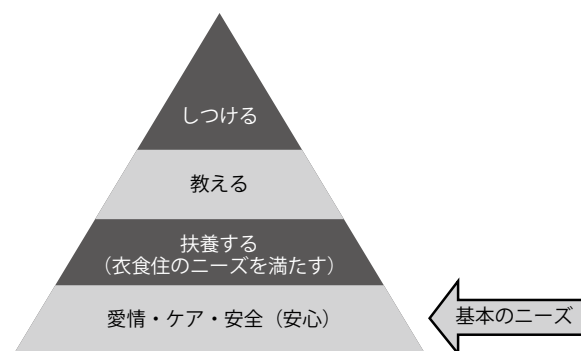 しつける
教える
扶養する
（衣食住のニーズを満たす）
愛情・ケア・安全（安心）
基本のニーズ